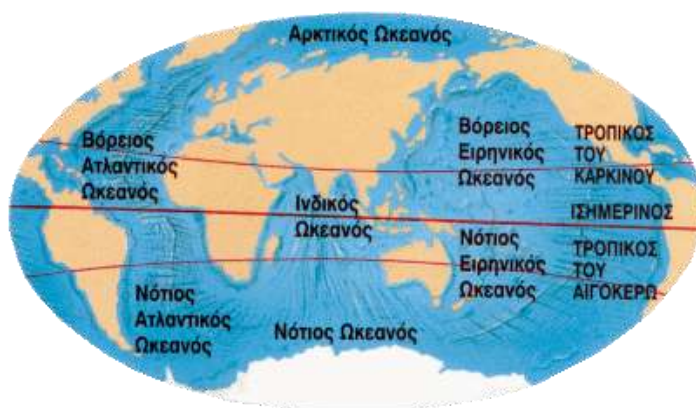 Αρκτικός Ωκεανός
Βόρειος
Ατλαντικός
Ωκεανός
Βόρειος
Ειρηνικός
Ωκεανός
ΤΡΟΠΙΚΟΣ
ΤΟΥ
ΚΑΡΚΙΝΟΥ
Ινδικός
Ωκεανός
ΙΣΗΜΕΡΙΝΟΣ
Νότιος
Ειρηνικός
Ωκεανός
ΤΡΟΠΙΚΟΣ
ΤΟΥ
ΑΙΓΟΚΕΡΩ
Νότιος
Ατλαντικός
Ωκεανός
Νότιος Ωκεανός